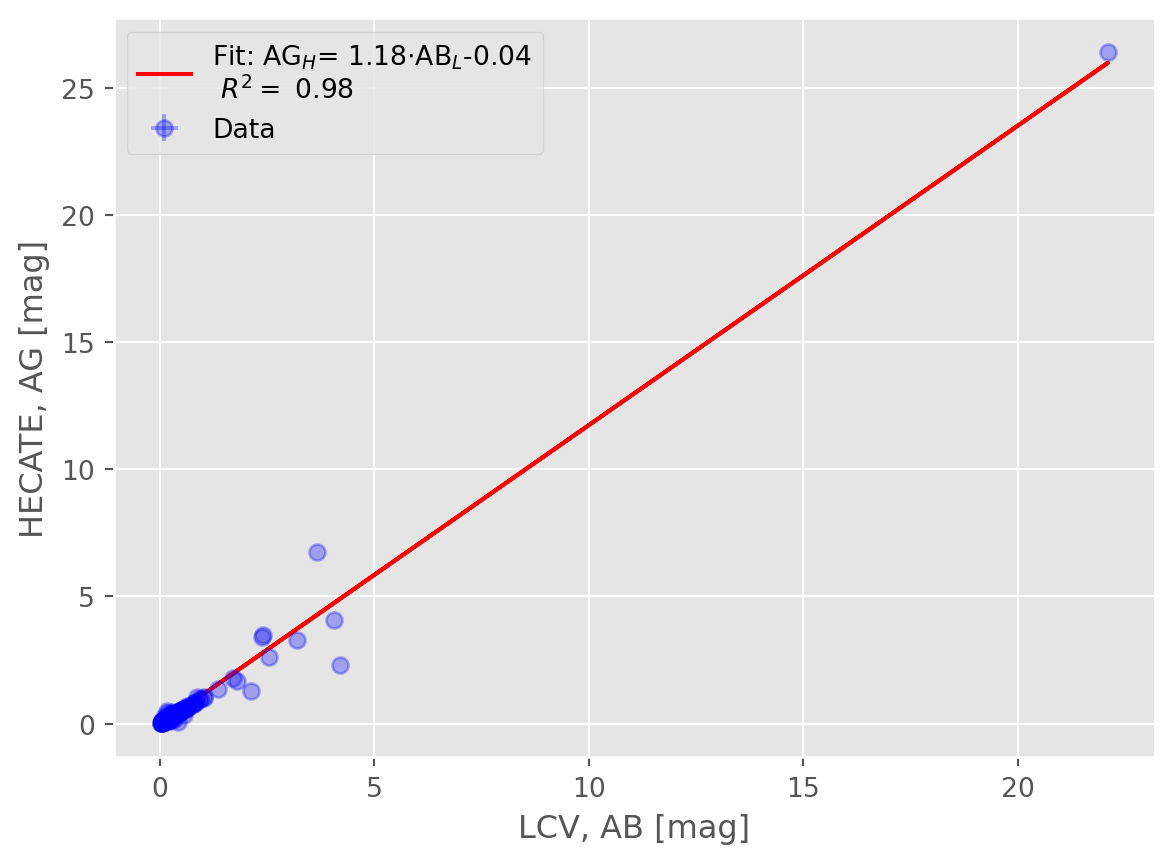 Fit: AG_H= 1.18·AB_L-0.04
R² = 0.98
Data
25
20
15
10
5
0
HECATE, AG [mag]
0 5 10 15 20
LCV, AB [mag]